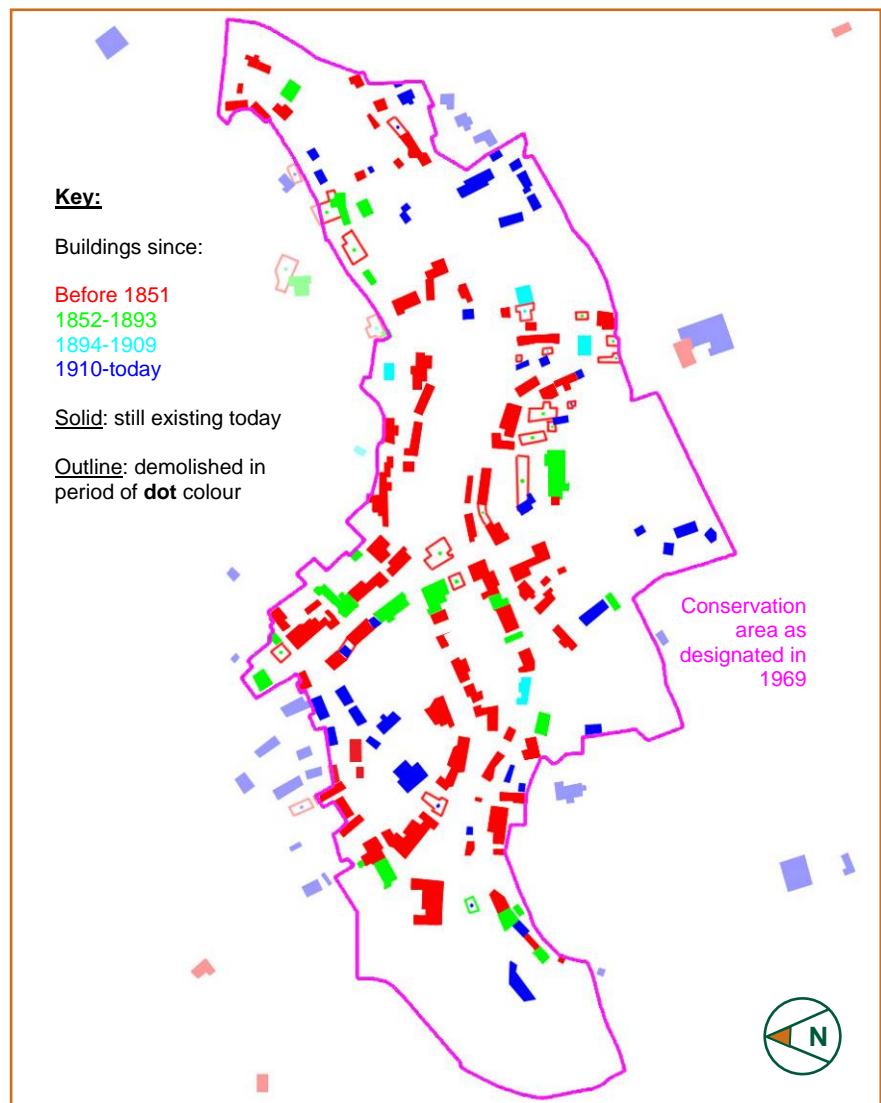 Key:
Buildings since:
Before 1851
1852-1893
1894-1909
1910-today
Solid: still existing today
Outline: demolished in
period of dot colour
Conservation
area as
designated in
1969
N